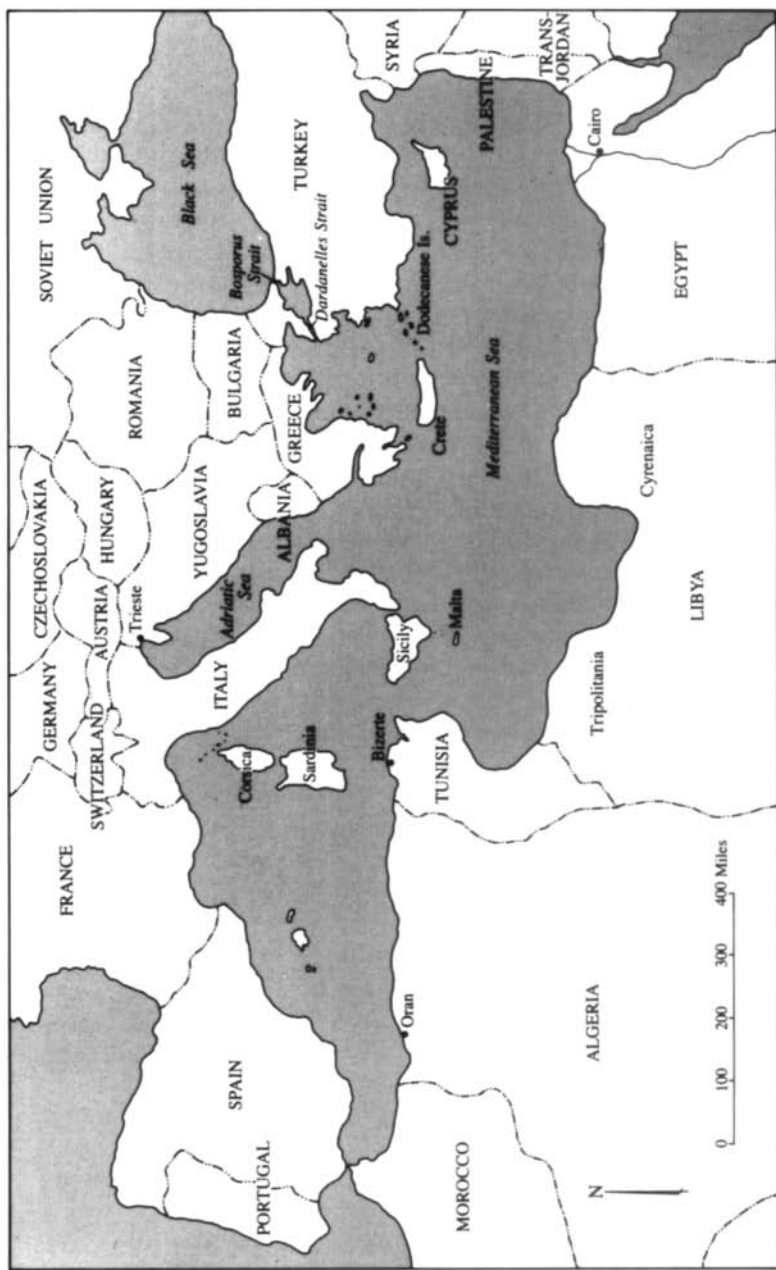 SOVIET UNION
CZECHOSLOVAKIA
GERMANY
FRANCE
AUSTRIA
HUNGARY
ROMANIA
SWITZERLAND
Trieste
Black Sea
YUGOSLAVIA
BULGARIA
Bosporus
Strait
ITALY
Adriatic
Sea
ALBANIA
GREECE
Dardanelles Strait
TURKEY
SPAIN
PORTUGAL
Corsica
Sardinia
Sicily
SYRIA
Crete
Dodecanese Is.
CYPRUS
Malta
Bizerte
Oran
Mediterranean Sea
PALESTINE
TRANS-
JORDAN
MOROCCO
ALGERIA
TUNISIA
Tripolitania
Cyrenaica
LIBYA
EGYPT
Cairo
N
0
100
200
300
400 Miles